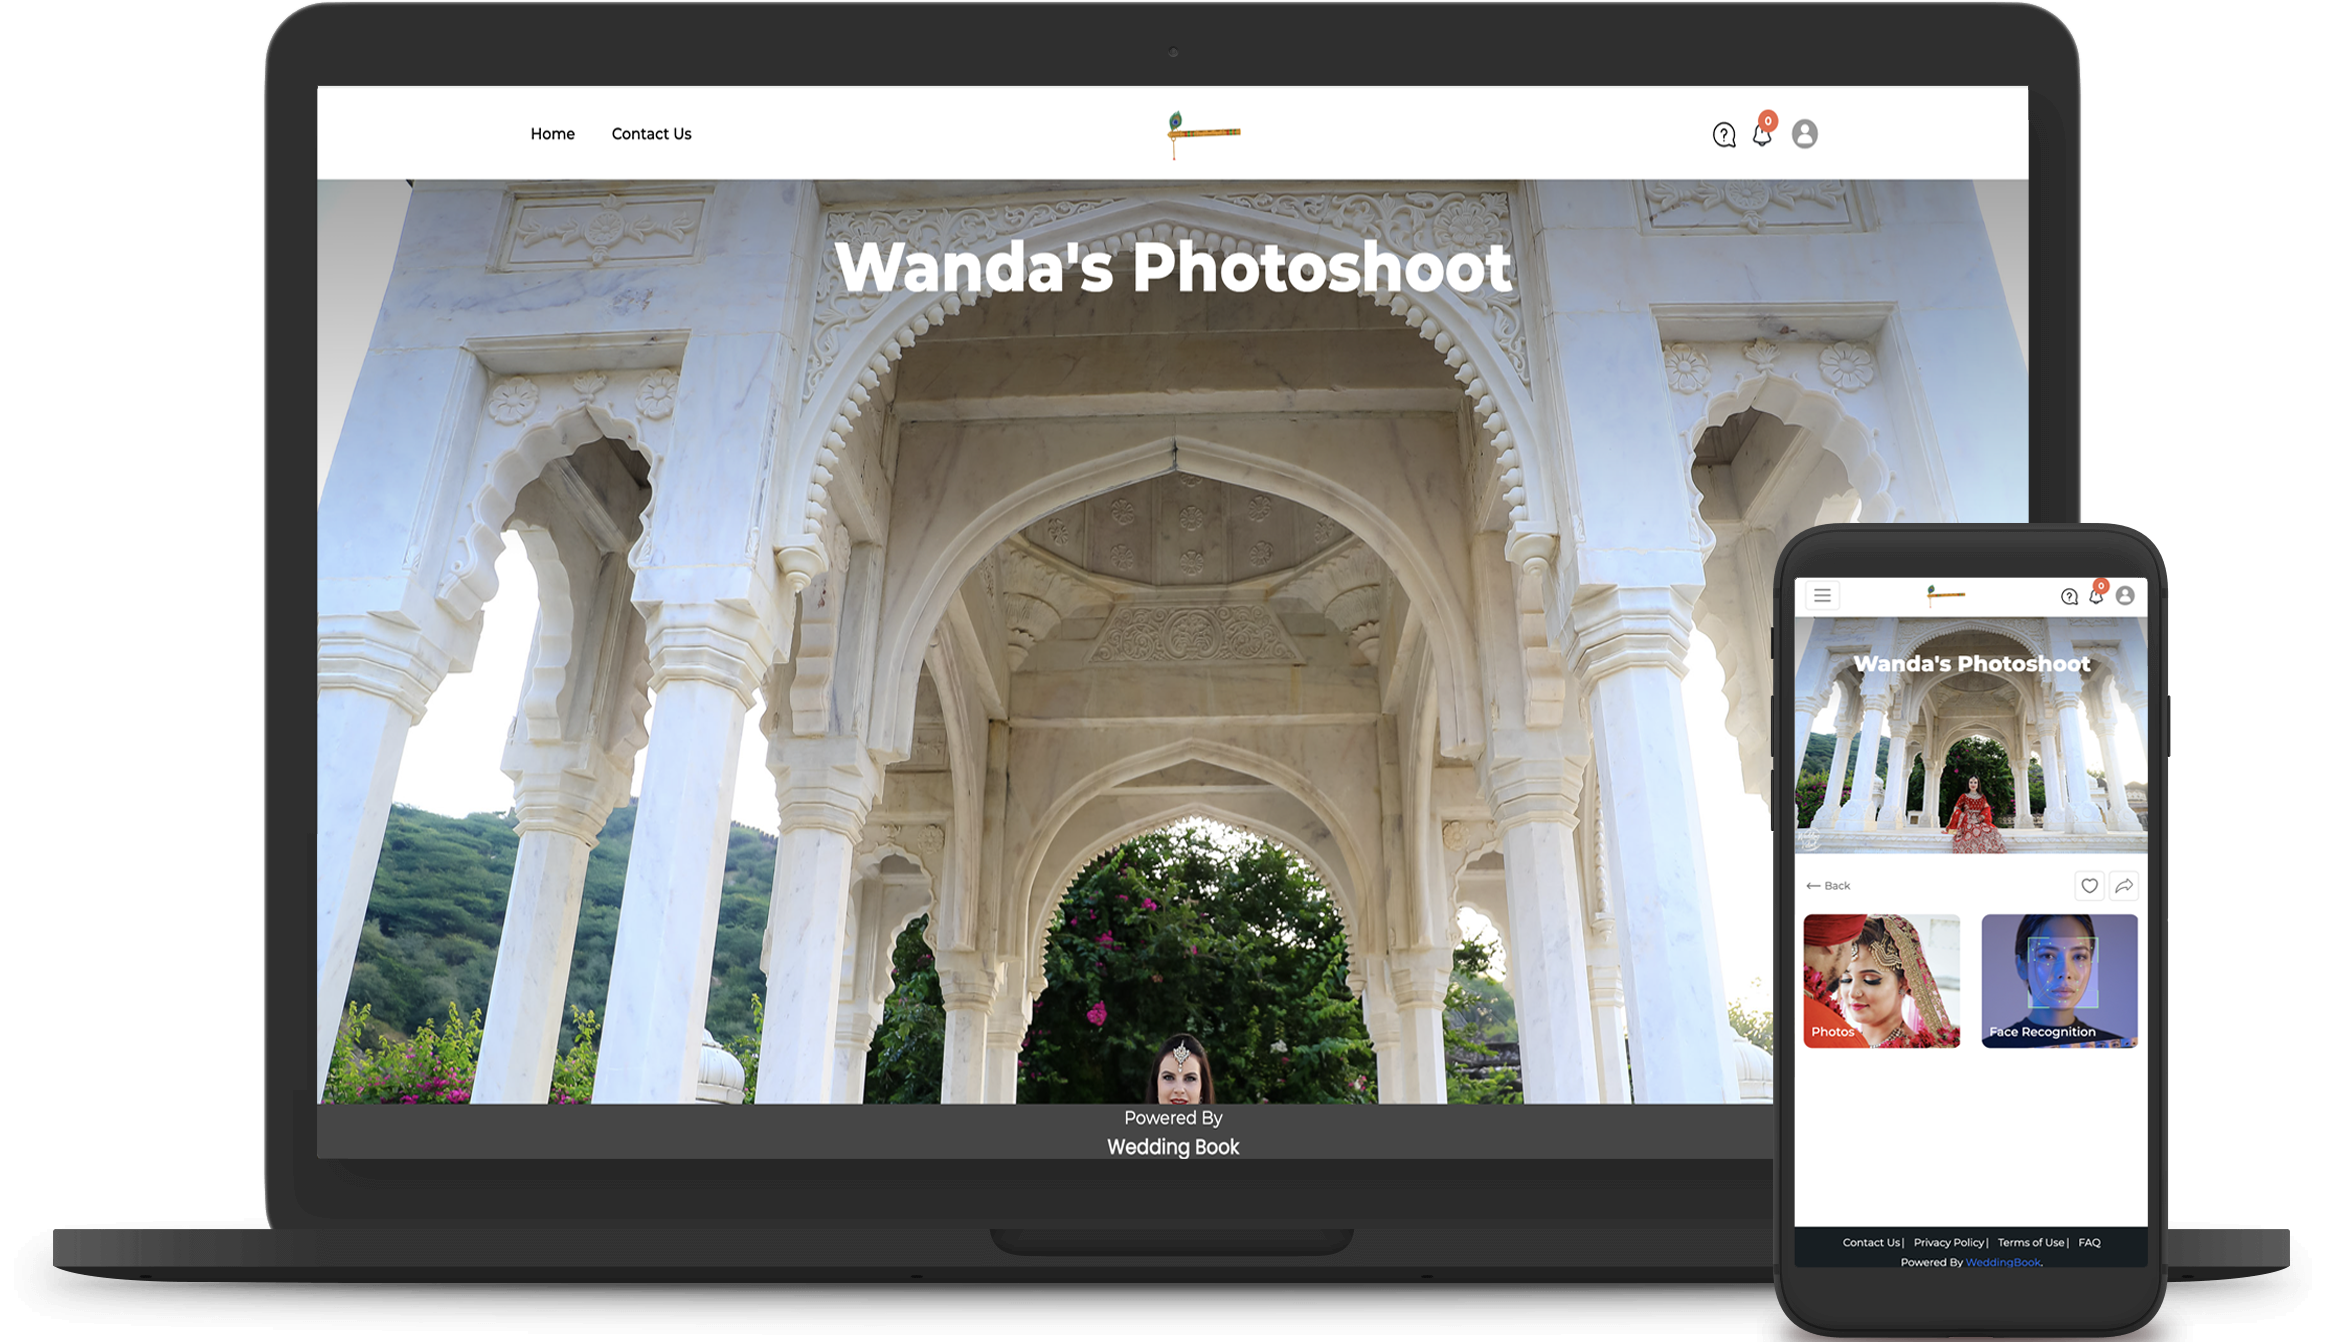 Home Contact Us
0
Wanda's Photoshoot
Powered By
Wedding Book
0
Wanda's Photoshoot
← Back
Photos
Face Recognition
Contact Us | Privacy Policy | Terms of Use | FAQ
Powered By WeddingBook.